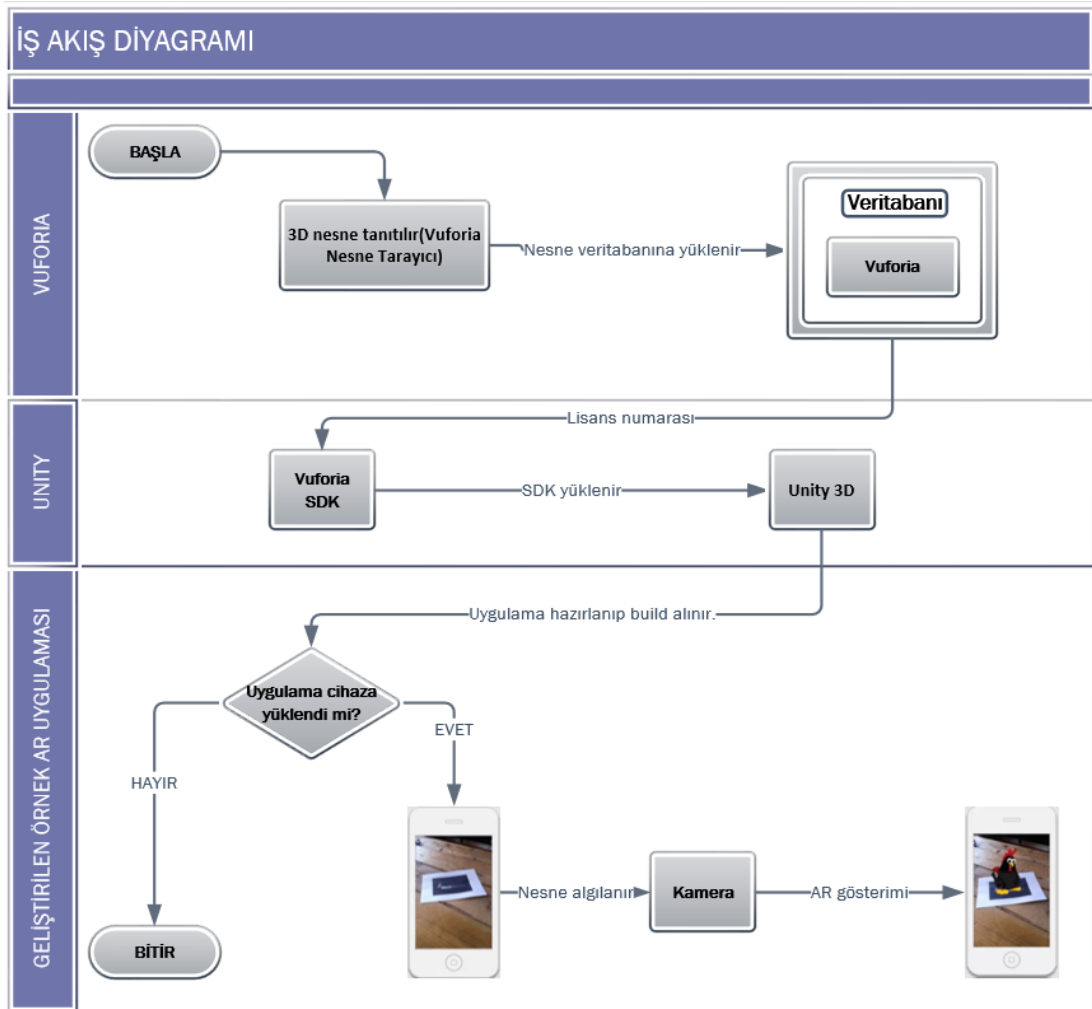 İŞ AKIŞ DİYAGRAMI
VUFORIA
BAŞLA
3D nesne tanıtılır(Vuforia
Nesne Tarayıcı)
Nesne veritabanına yüklenir
Veritabanı
Vuforia
UNITY
Lisans numarası
Vuforia
SDK
SDK yüklenir
Unity 3D
GELİŞTİRİLEN ÖRNEK AR UYGULAMASI
Uygulama hazırlanıp build alınır.
Uygulama cihaza
yüklendi mi?
EVET
HAYIR
Nesne algılanır
Kamera
AR gösterimi
BİTİR